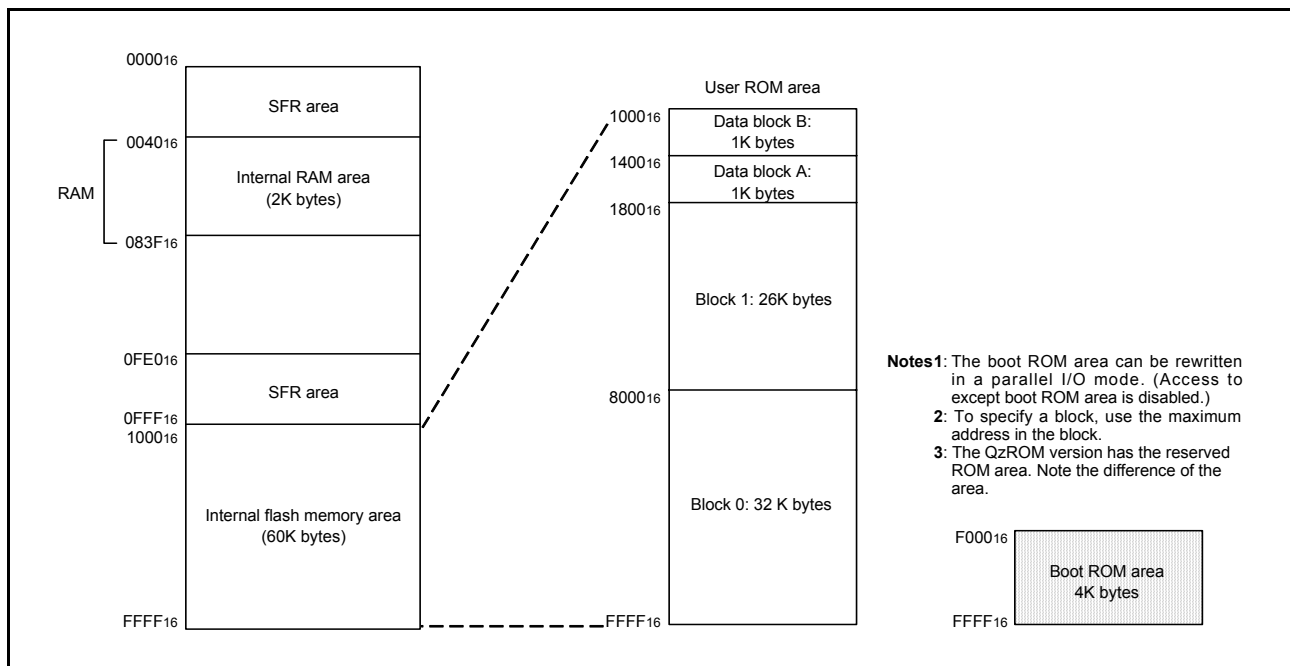 000016
SFR area
004016
RAM
Internal RAM area
(2K bytes)
083F16
0FE016
SFR area
0FFF16
100016
Internal flash memory area
(60K bytes)
FFFF16
User ROM area
100016
Data block B:
1K bytes
140016
Data block A:
1K bytes
180016
Block 1: 26K bytes
800016
Block 0: 32 K bytes
FFFF16
Notes1: The boot ROM area can be rewritten
in a parallel I/O mode. (Access to
except boot ROM area is disabled.)
2: To specify a block, use the maximum
address in the block.
3: The QzROM version has the reserved
ROM area. Note the difference of the
area.
F00016
Boot ROM area
4K bytes
FFFF16